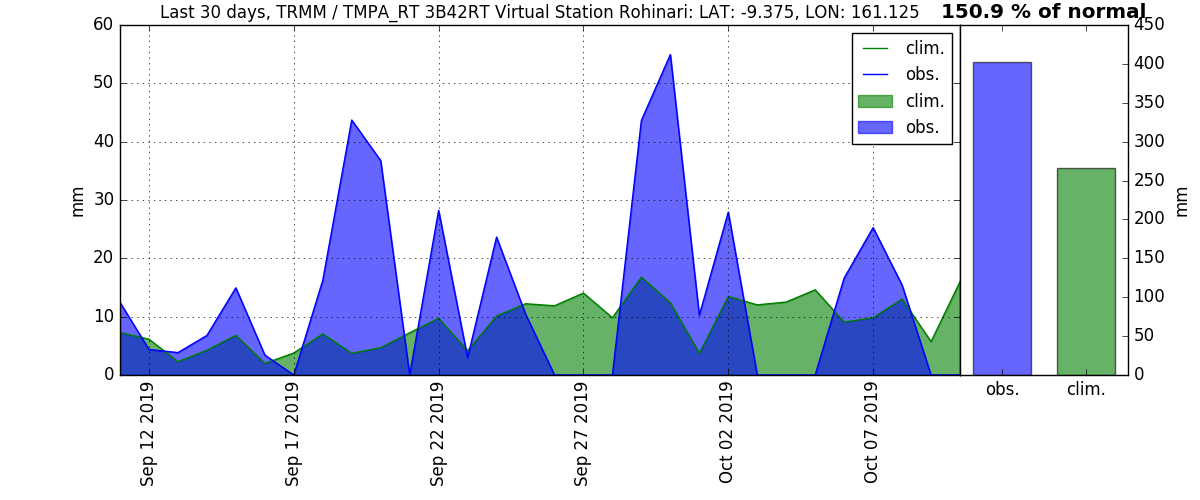 Last 30 days, TRMM / TMPA_RT 3B42RT Virtual Station Rohinari: LAT: -9.375, LON: 161.125
150.9 % of normal
60
50
40
30
20
10
0
mm
clim.
obs.
clim.
obs.
Sep 12 2019
Sep 17 2019
Sep 22 2019
Sep 27 2019
Oct 02 2019
Oct 07 2019
450
400
350
300
250
200
150
100
50
0
mm
obs.
clim.